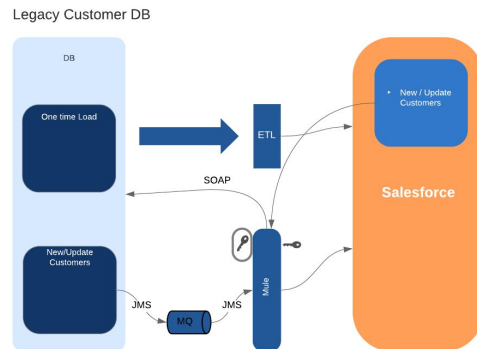 Legacy Customer DB
DB
One time Load
ETL
• New / Update
Customers
SOAP
Salesforce
New/Update
Customers
Mule
JMS
MQ
JMS